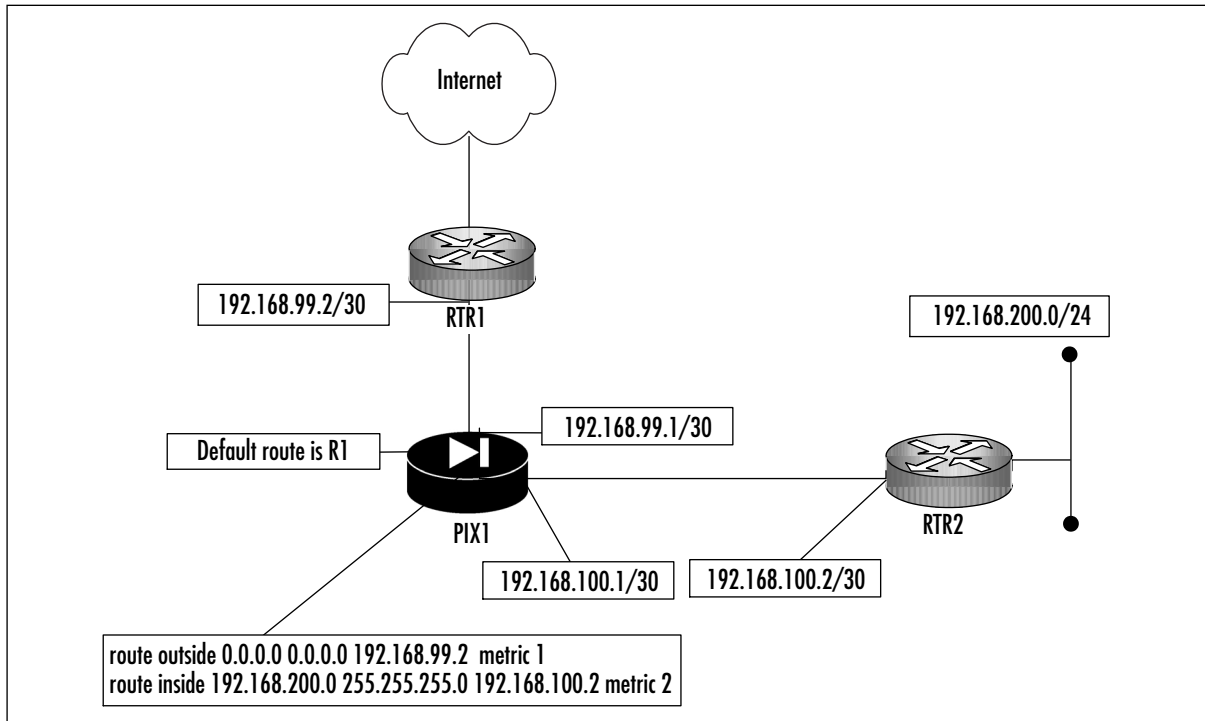 Internet
192.168.99.2/30
RTR1
192.168.200.0/24
192.168.99.1/30
Default route is R1
PIX1
RTR2
192.168.100.1/30
192.168.100.2/30
route outside 0.0.0.0 0.0.0.0 192.168.99.2 metric 1
route inside 192.168.200.0 255.255.255.0 192.168.100.2 metric 2